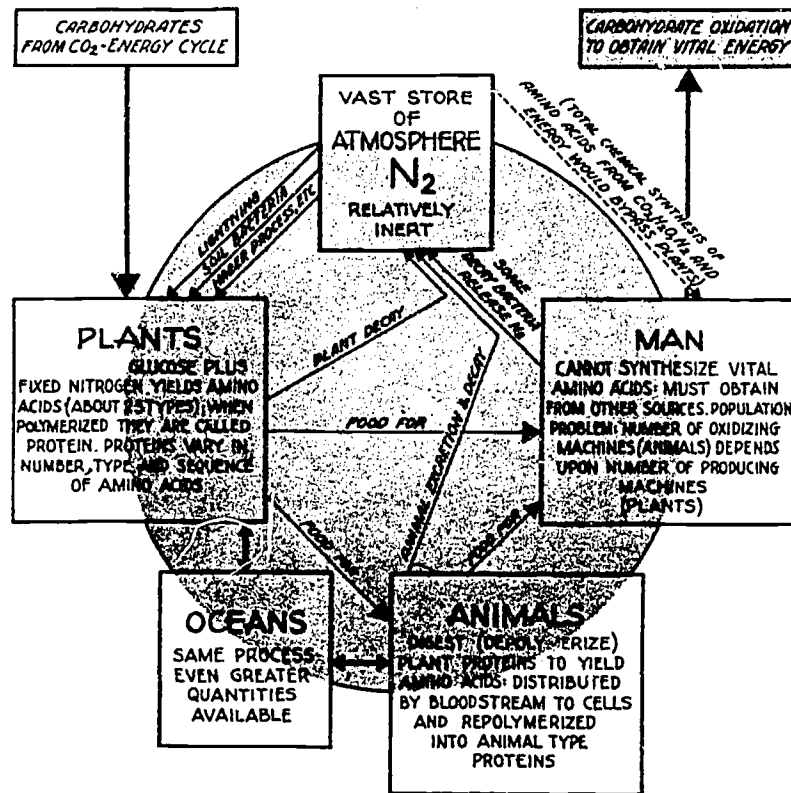 CARBOHYDRATES
FROM CO₂-ENERGY CYCLE
CARBOHYDRATE OXIDATION
TO OBTAIN VITAL ENERGY
VAST STORE
OF
ATMOSPHERE
N₂
RELATIVELY
INERT
(TOTAL CHEMICAL SYNTHESIS OF
AMINO ACIDS FROM CO₂, H₂O, N₂ AND
ENERGY WOULD BYPASS PLANTS)
LIGHTNING
SOIL BACTERIA
HABER PROCESS, ETC
SOME
DECAY BACTERIA
RELEASE N₂
PLANT DECAY
ANIMAL EXCRETION & DECAY
PLANTS
GLUCOSE PLUS
FIXED NITROGEN YIELDS AMINO
ACIDS (ABOUT 25 TYPES); WHEN
POLYMERIZED THEY ARE CALLED
PROTEIN. PROTEINS VARY IN
NUMBER, TYPE, AND SEQUENCE
OF AMINO ACIDS
FOOD FOR
MAN
CANNOT SYNTHESIZE VITAL
AMINO ACIDS: MUST OBTAIN
FROM OTHER SOURCES. POPULATION
PROBLEM: NUMBER OF OXIDIZING
MACHINES (ANIMALS) DEPENDS
UPON NUMBER OF PRODUCING
MACHINES
(PLANTS)
FOOD FOR
FOOD FOR
OCEANS
SAME PROCESS
EVEN GREATER
QUANTITIES
AVAILABLE
ANIMALS
DIGEST (DEPOLYMERIZE)
PLANT PROTEINS TO YIELD
AMINO ACIDS: DISTRIBUTED
BY BLOODSTREAM TO CELLS
AND REPOLYMERIZED
INTO ANIMAL TYPE
PROTEINS